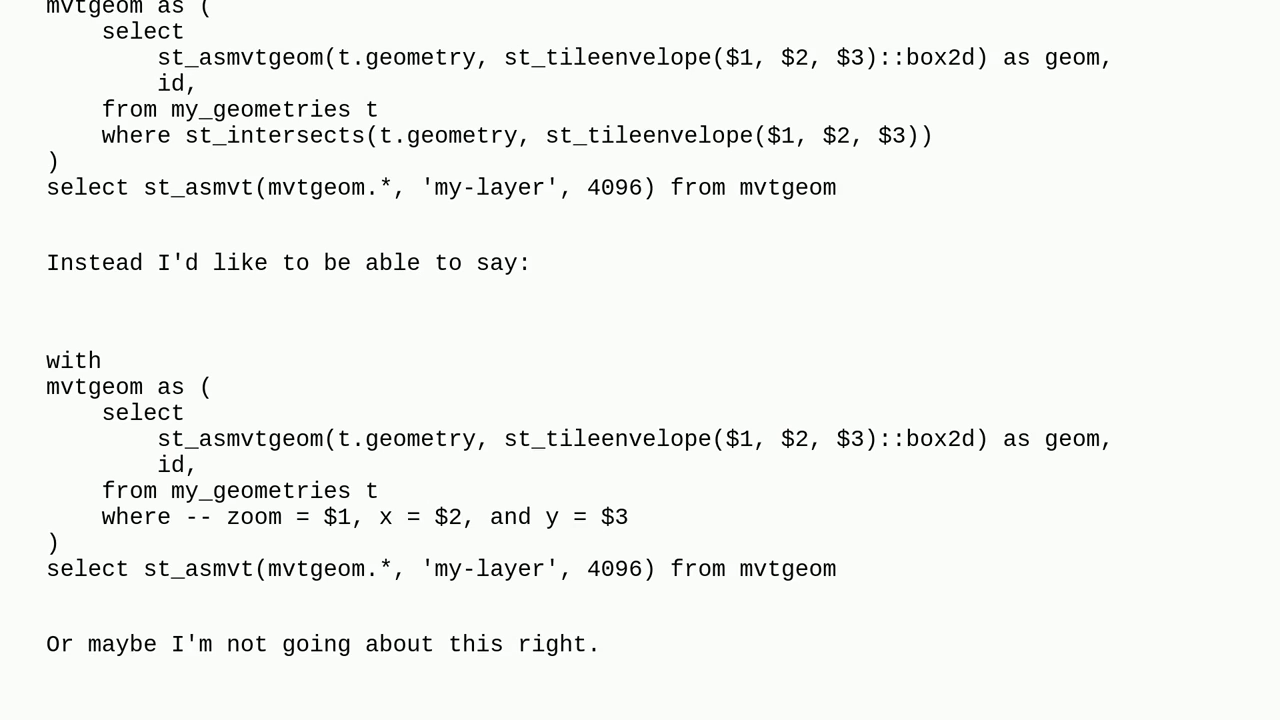 mvtgeom as (
    select
        st_asmvtgeom(t.geometry, st_tileenvelope($1, $2, $3)::box2d) as geom,
        id,
    from my_geometries t
    where st_intersects(t.geometry, st_tileenvelope($1, $2, $3))
)
select st_asmvt(mvtgeom.*, 'my-layer', 4096) from mvtgeom
Instead I'd like to be able to say:
with
mvtgeom as (
    select
        st_asmvtgeom(t.geometry, st_tileenvelope($1, $2, $3)::box2d) as geom,
        id,
    from my_geometries t
    where -- zoom = $1, x = $2, and y = $3
)
select st_asmvt(mvtgeom.*, 'my-layer', 4096) from mvtgeom
Or maybe I'm not going about this right.